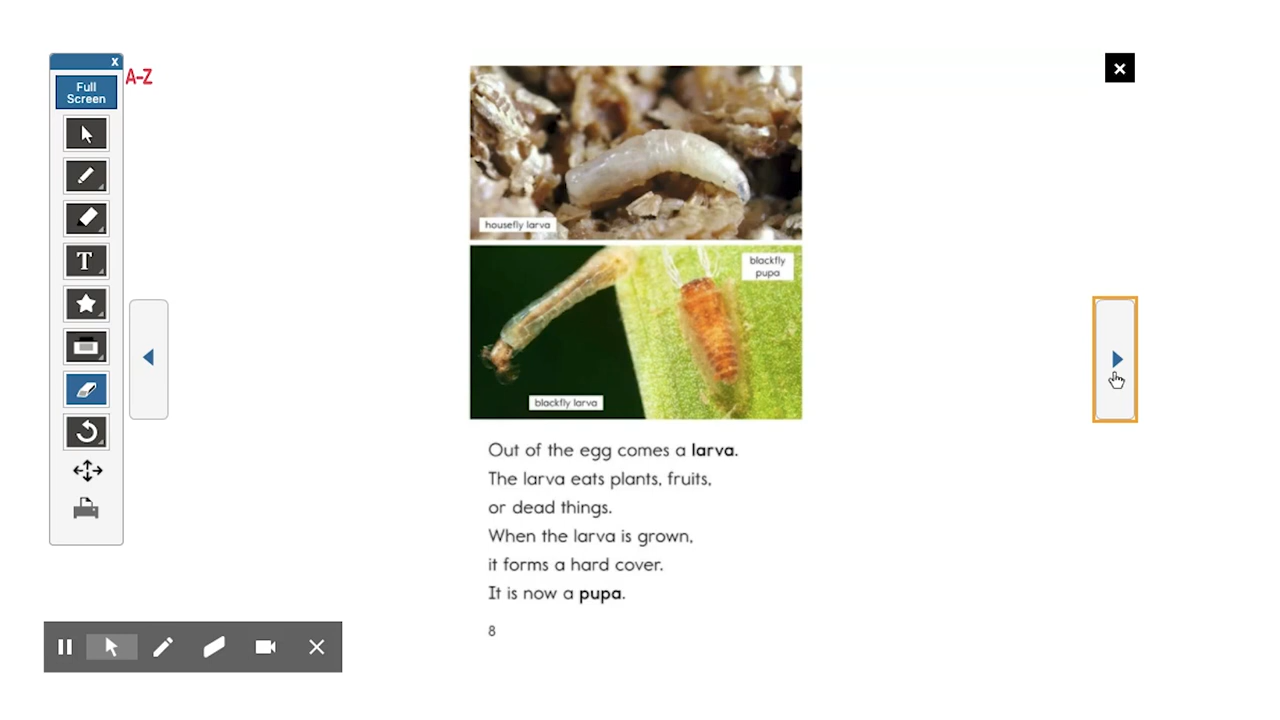 x
Full
Screen
A-Z
T
housefly larva
blackfly
pupa
blackfly larva
Out of the egg comes a larva.
The larva eats plants, fruits,
or dead things.
When the larva is grown,
it forms a hard cover.
It is now a pupa.
8